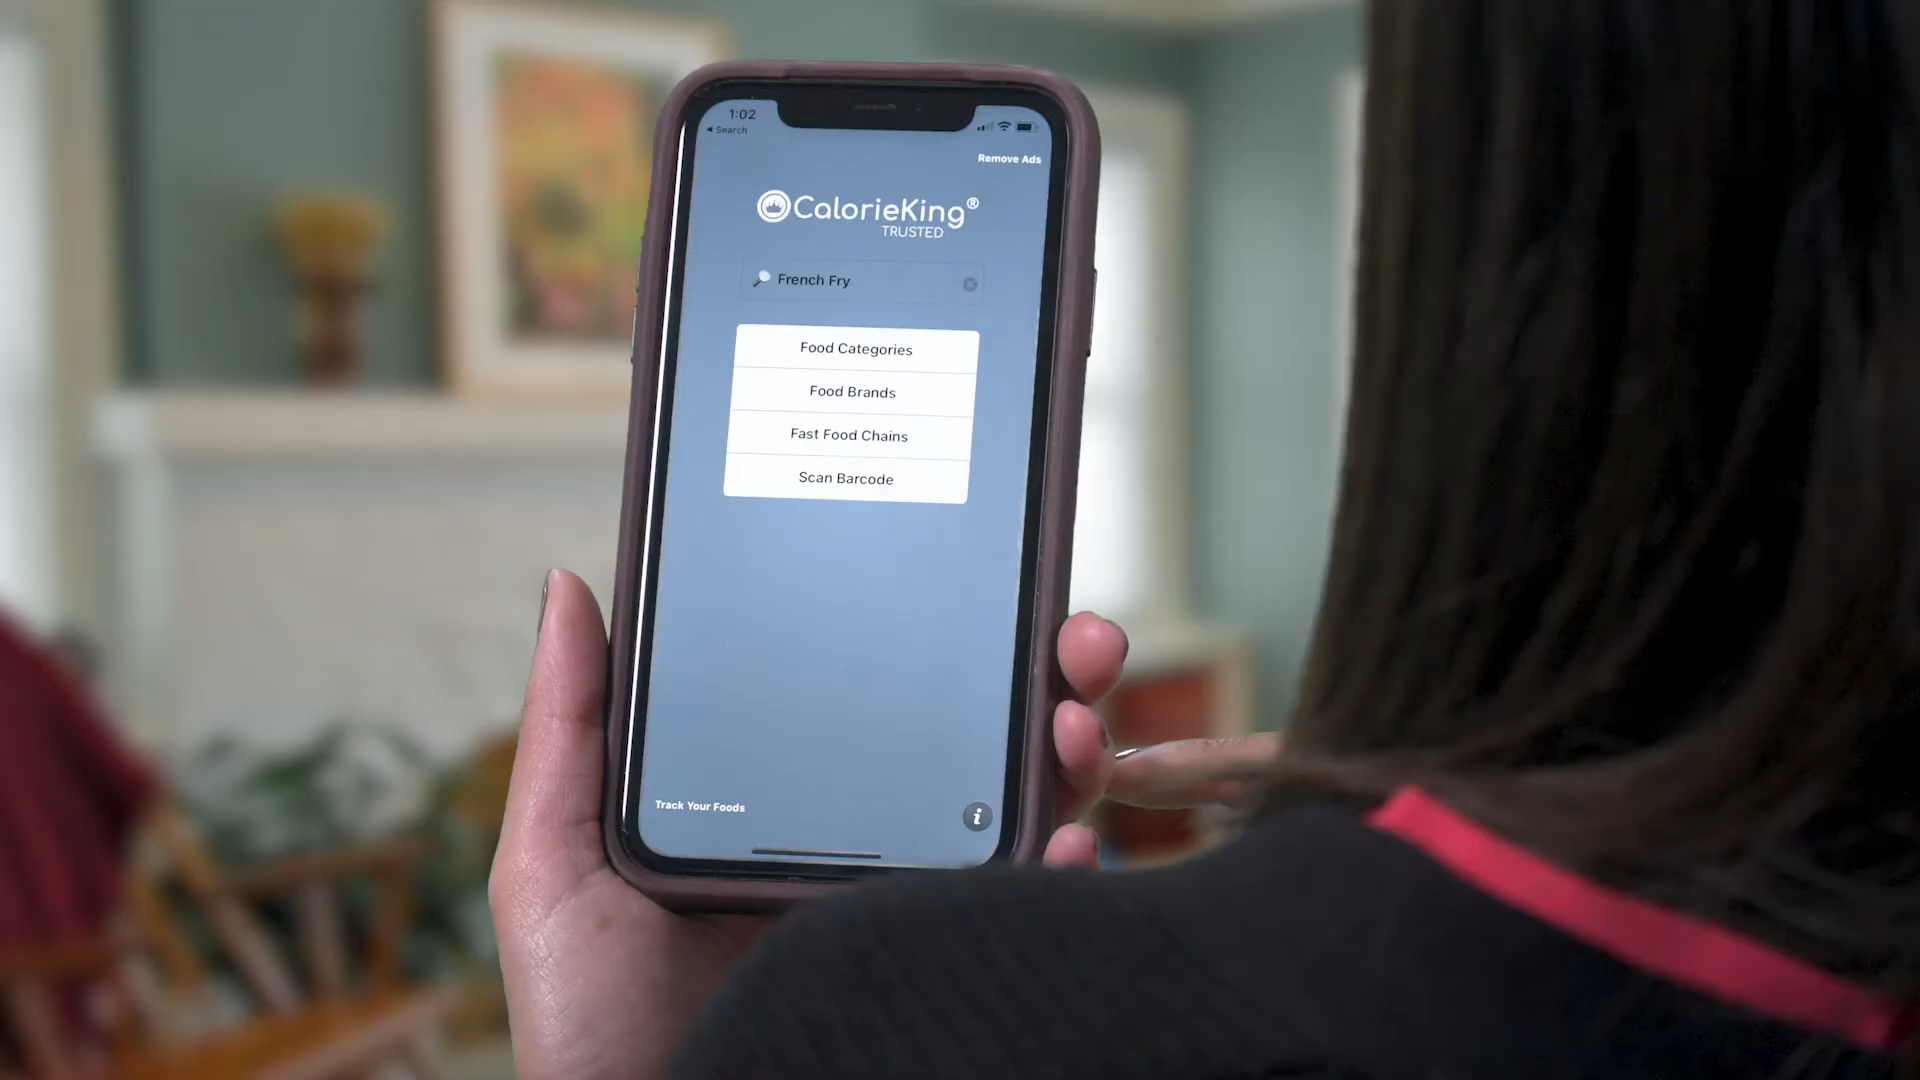 1:02
◀ Search
Remove Ads
CalorieKing®
TRUSTED
French Fry
Food Categories
Food Brands
Fast Food Chains
Scan Barcode
Track Your Foods
i